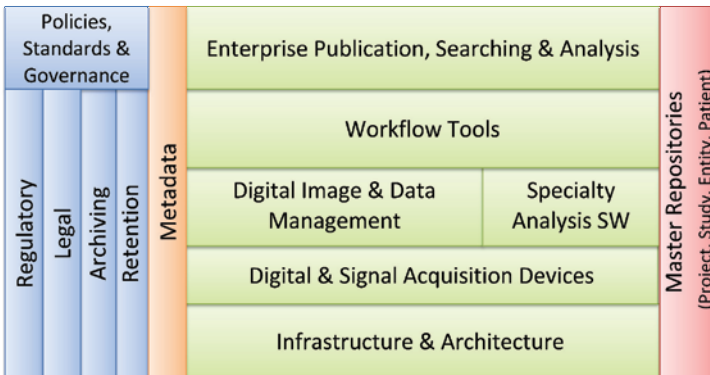 Policies,
Standards &
Governance
Regulatory
Legal
Archiving
Retention
Metadata
Enterprise Publication, Searching & Analysis
Workflow Tools
Digital Image & Data
Management
Specialty
Analysis SW
Digital & Signal Acquisition Devices
Infrastructure & Architecture
Master Repositories
(Project, Study, Entity, Patient)